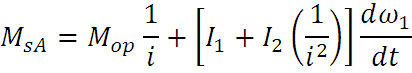 M_{sA} = M_{op} \frac{1}{i} + \left[ I_1 + I_2 \left( \frac{1}{i^2} \right) \right] \frac{d\omega_1}{dt}